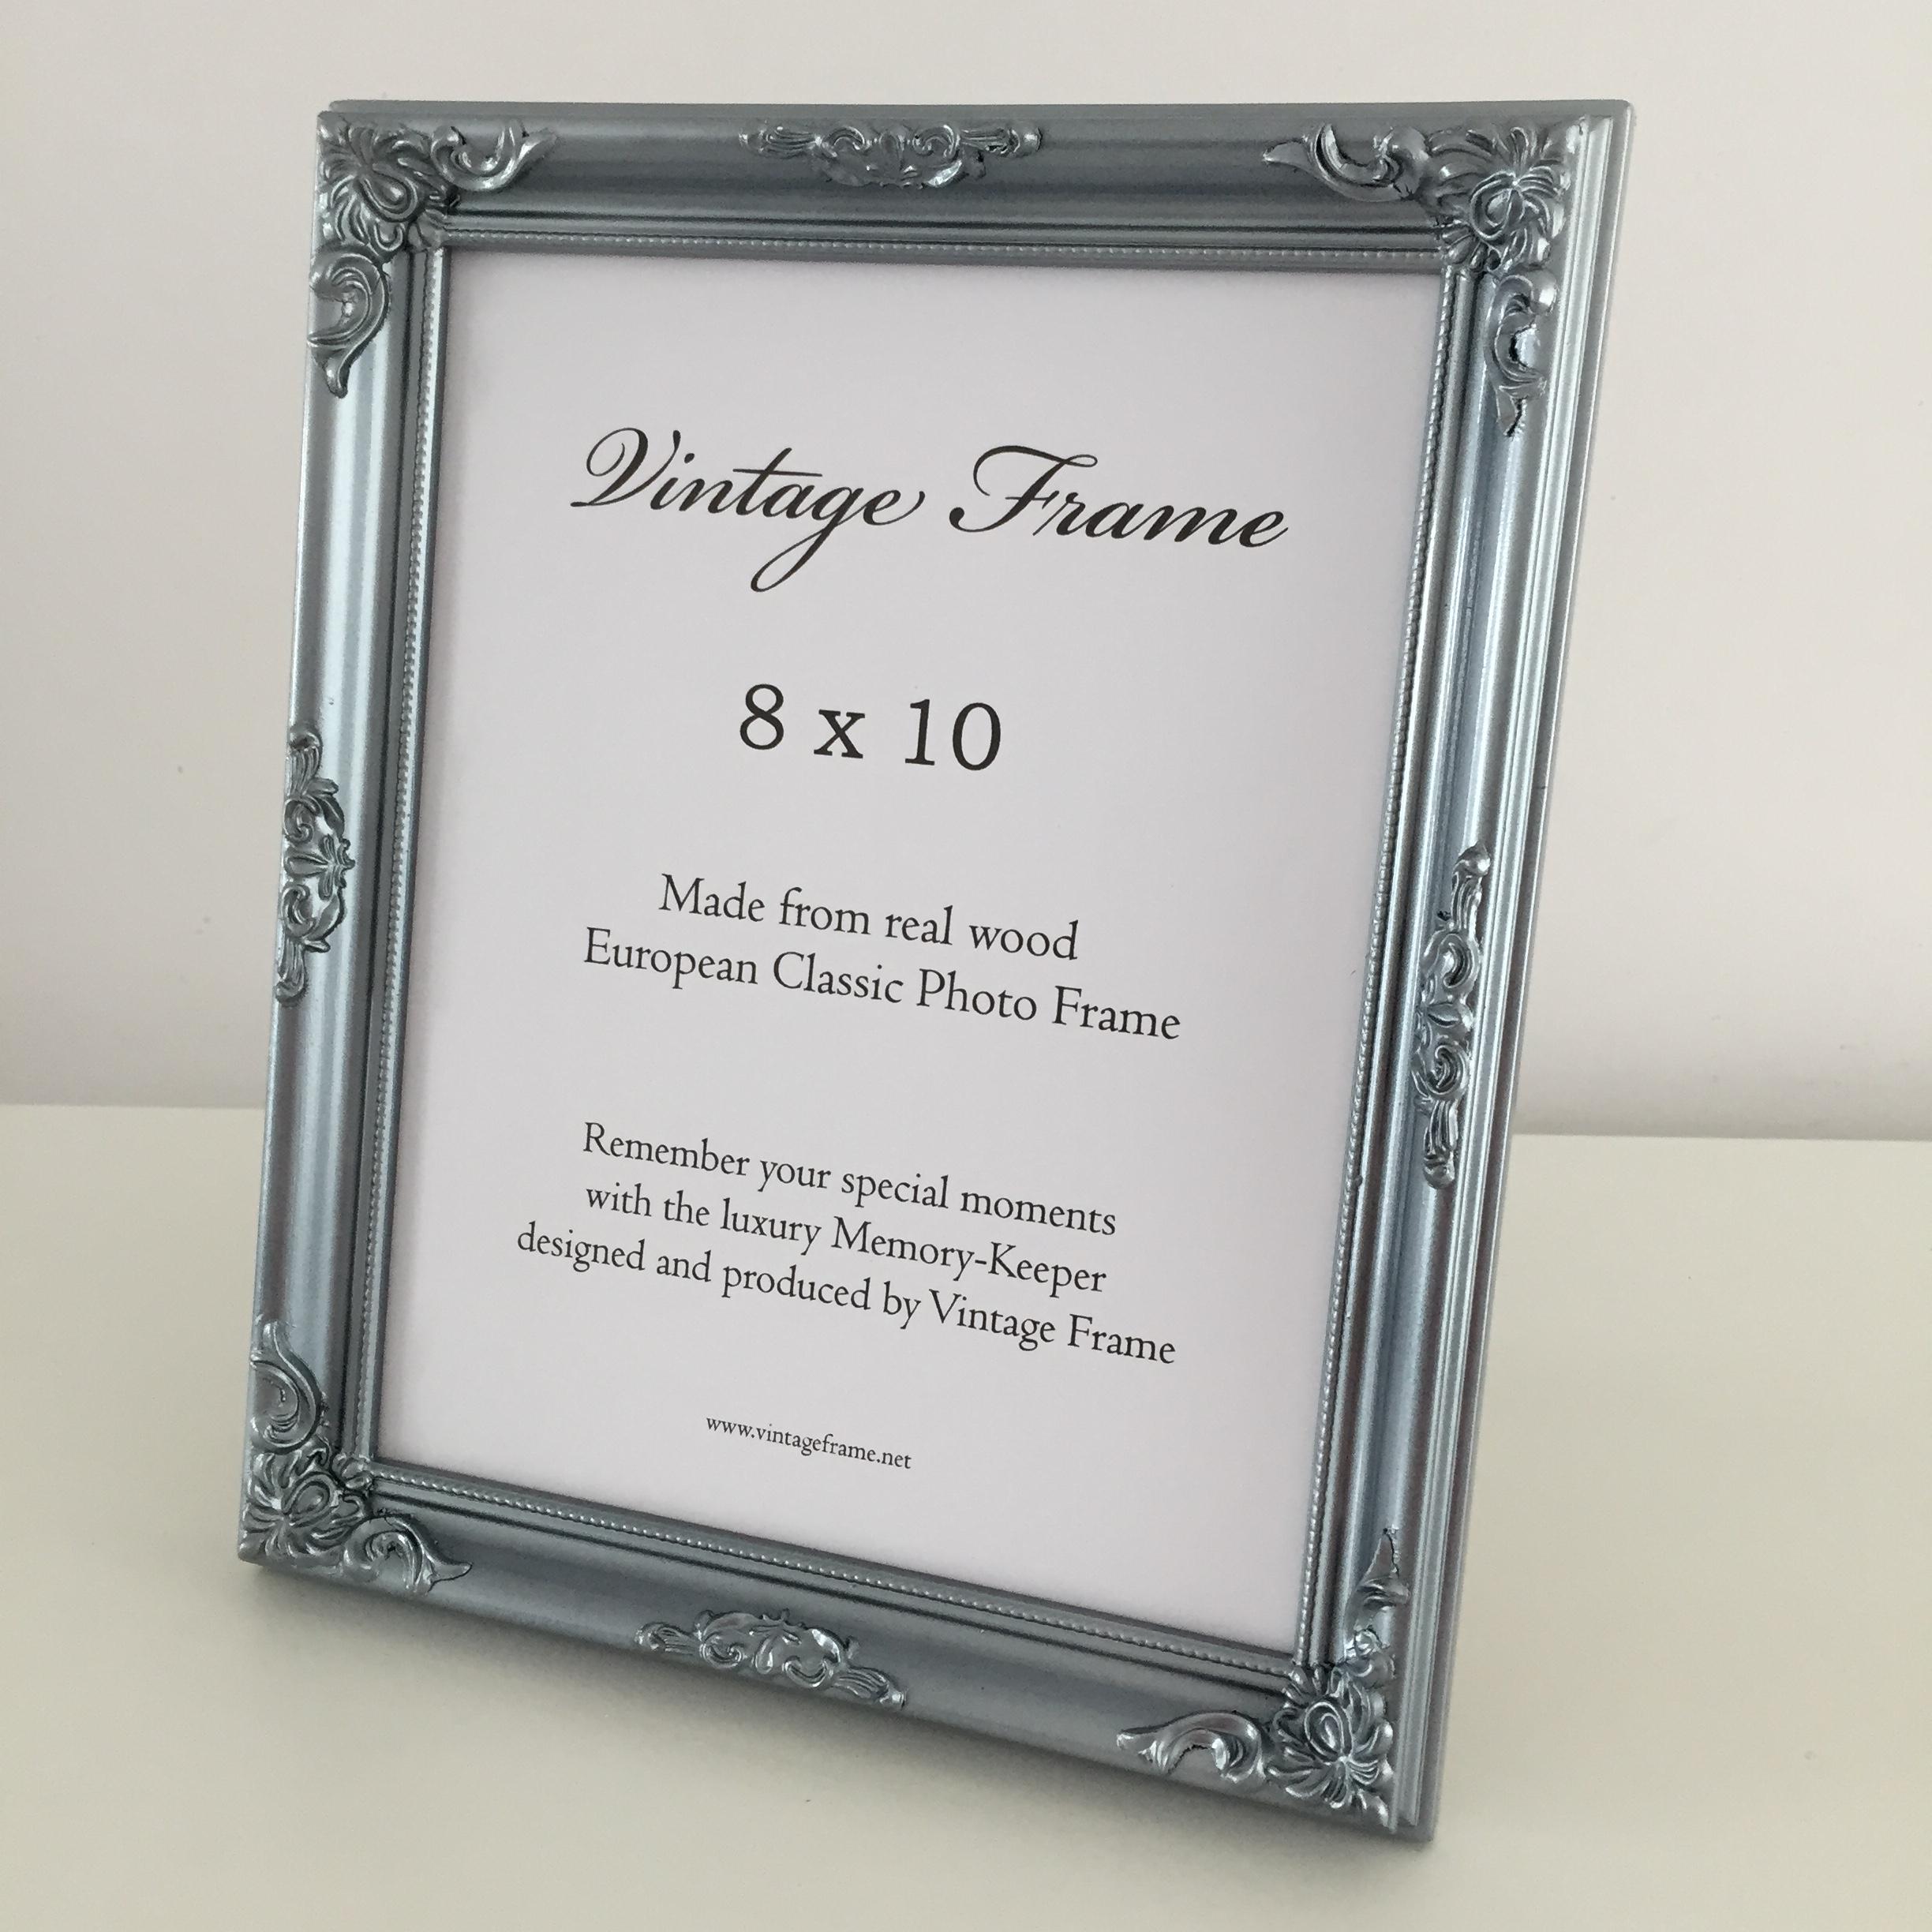 Vintage Frame
8 x 10
Made from real wood
European Classic Photo Frame
Remember your special moments
with the luxury Memory-Keeper
designed and produced by Vintage Frame
www.vintageframe.net